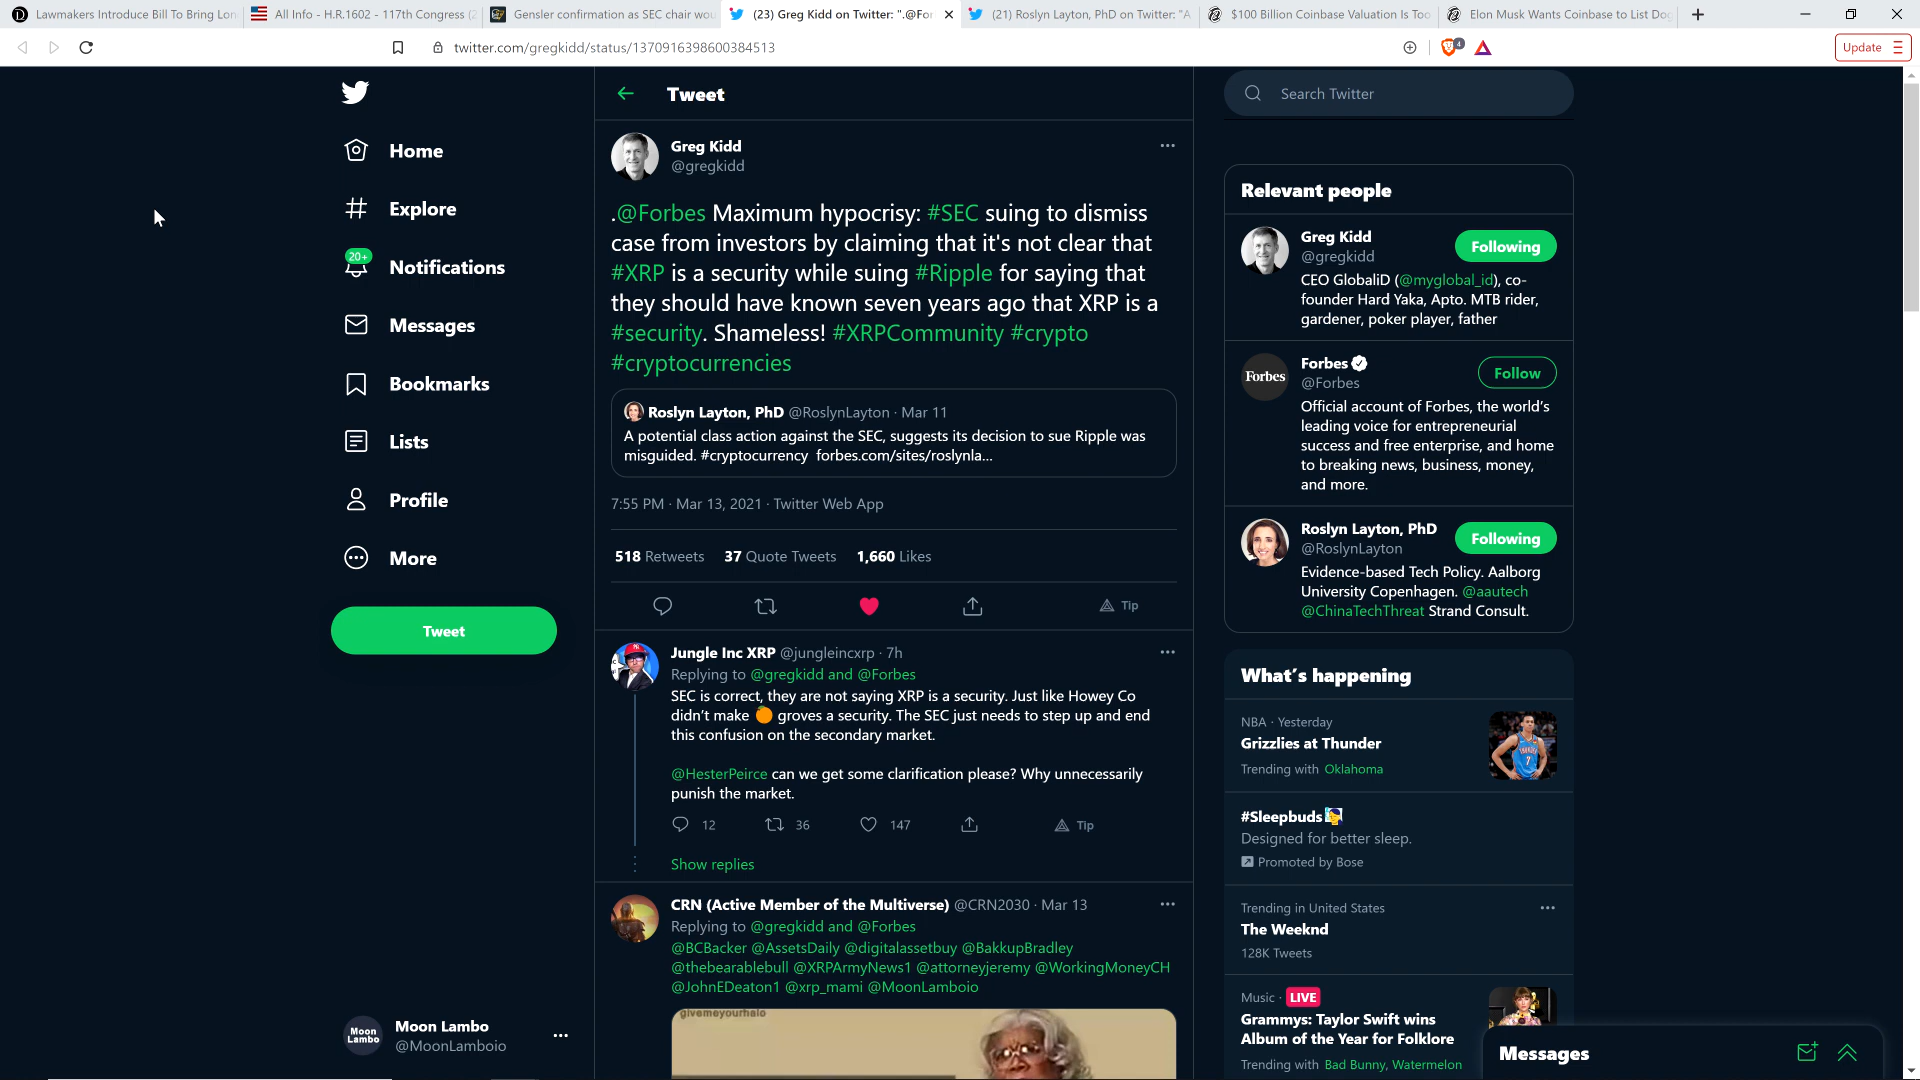 Lawmakers Introduce Bill To Bring Lon
All Info - H.R.1602 - 117th Congress (2
Gensler confirmation as SEC chair wou
(23) Greg Kidd on Twitter: ".@For
(21) Roslyn Layton, PhD on Twitter: "A
$100 Billion Coinbase Valuation Is Too
Elon Musk Wants Coinbase to List Dog
twitter.com/gregkidd/status/1370916398600384513
4
Update
Home
Explore
20+
Notifications
Messages
Bookmarks
Lists
Profile
More
Tweet
Moon
Lambo
Moon Lambo
@MoonLamboio
Tweet
Greg Kidd
@gregkidd
.@Forbes Maximum hypocrisy: #SEC suing to dismiss
case from investors by claiming that it's not clear that
#XRP is a security while suing #Ripple for saying that
they should have known seven years ago that XRP is a
#security. Shameless! #XRPCommunity #crypto
#cryptocurrencies
Roslyn Layton, PhD @RoslynLayton · Mar 11
A potential class action against the SEC, suggests its decision to sue Ripple was
misguided. #cryptocurrency forbes.com/sites/roslynla...
7:55 PM · Mar 13, 2021 · Twitter Web App
518 Retweets 37 Quote Tweets 1,660 Likes
Tip
Jungle Inc XRP @jungleincxrp · 7h
Replying to @gregkidd and @Forbes
SEC is correct, they are not saying XRP is a security. Just like Howey Co
didn't make 🍊 groves a security. The SEC just needs to step up and end
this confusion on the secondary market.
@HesterPeirce can we get some clarification please? Why unnecessarily
punish the market.
12 36 147 Tip
Show replies
CRN (Active Member of the Multiverse) @CRN2030 · Mar 13
Replying to @gregkidd and @Forbes
@BCBacker @AssetsDaily @digitalassetbuy @BakkupBradley
@thebearablebull @XRPArmyNews1 @attorneyjeremy @WorkingMoneyCH
@JohnEDeaton1 @xrp_mami @MoonLamboio
givemeyourhalo
Search Twitter
Relevant people
Greg Kidd
@gregkidd
Following
CEO GlobaliD (@myglobal_id), co-
founder Hard Yaka, Apto. MTB rider,
gardener, poker player, father
Forbes
Forbes
@Forbes
Follow
Official account of Forbes, the world's
leading voice for entrepreneurial
success and free enterprise, and home
to breaking news, business, money,
and more.
Roslyn Layton, PhD
@RoslynLayton
Following
Evidence-based Tech Policy. Aalborg
University Copenhagen. @aautech
@ChinaTechThreat Strand Consult.
What's happening
NBA · Yesterday
Grizzlies at Thunder
Trending with Oklahoma
#Sleepbuds
Designed for better sleep.
Promoted by Bose
Trending in United States
The Weeknd
128K Tweets
Music · LIVE
Grammys: Taylor Swift wins
Album of the Year for Folklore
Trending with Bad Bunny, Watermelon
Messages